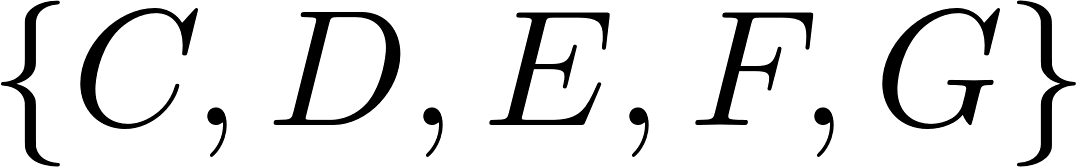 {C, D, E, F, G}